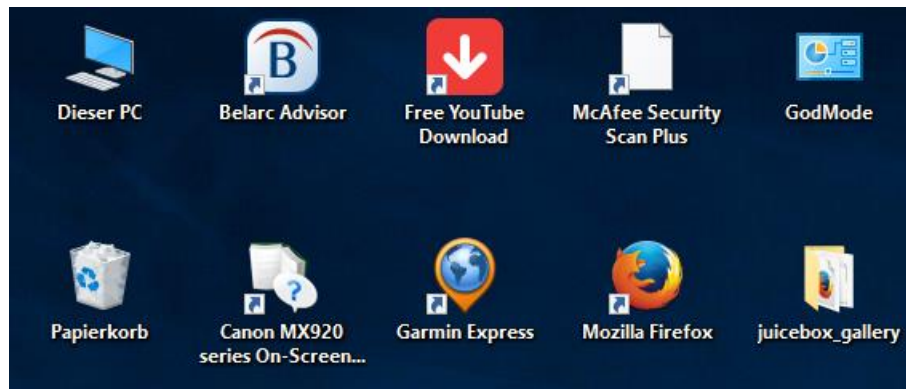 Dieser PC
Belarc Advisor
Free YouTube
Download
McAfee Security
Scan Plus
GodMode
Papierkorb
Canon MX920
series On-Screen...
Garmin Express
Mozilla Firefox
juicebox_gallery